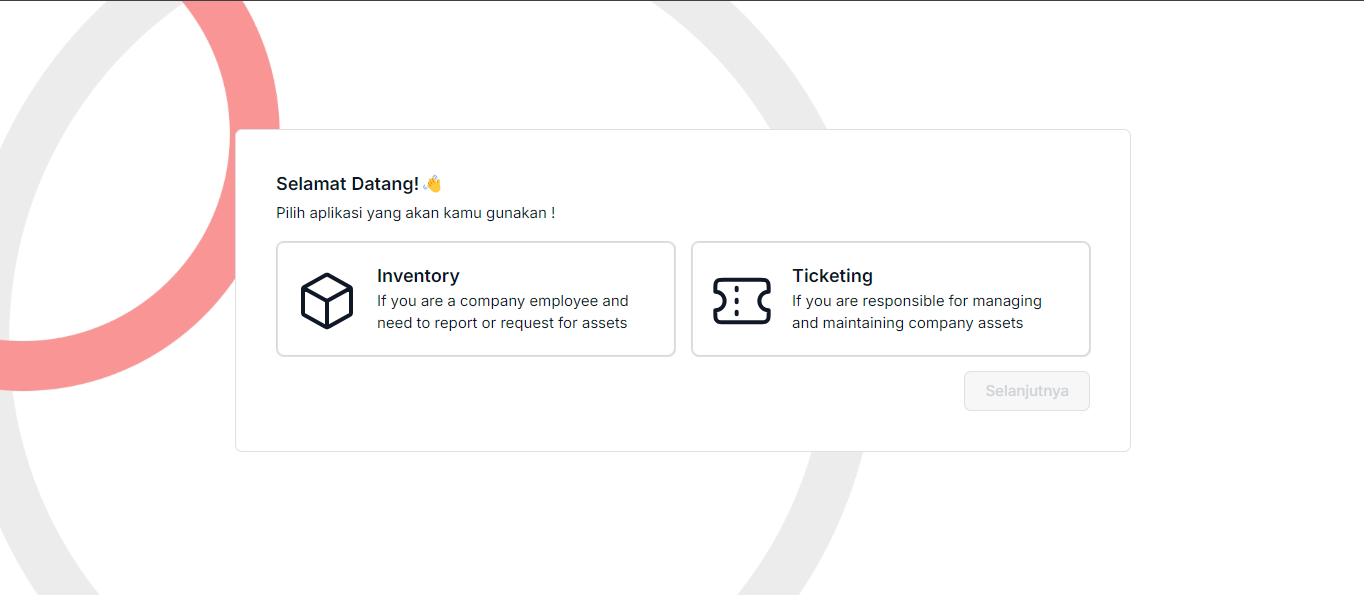 Selamat Datang! 👋
Pilih aplikasi yang akan kamu gunakan !
Inventory
If you are a company employee and
need to report or request for assets
Ticketing
If you are responsible for managing
and maintaining company assets
Selanjutnya